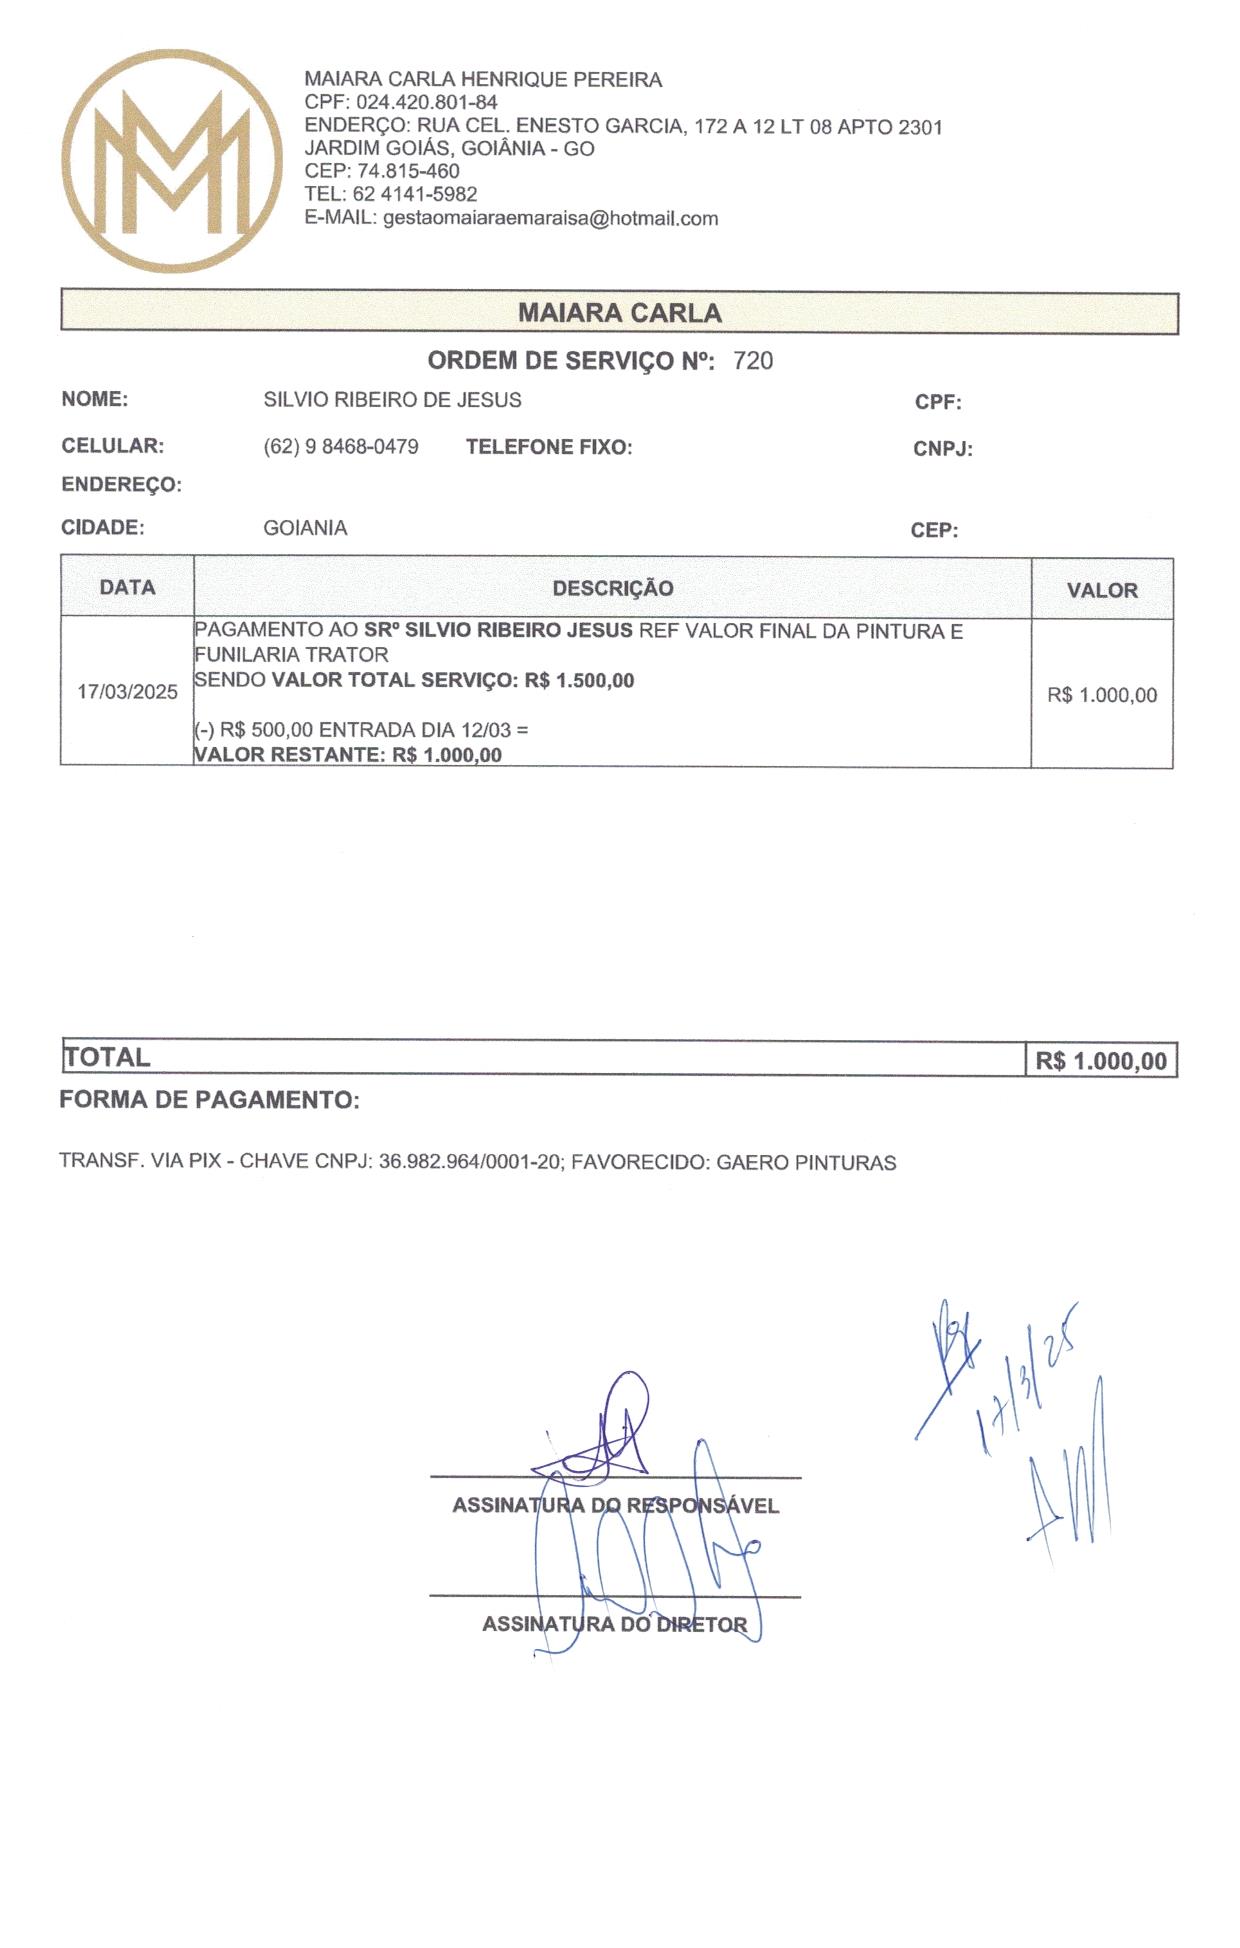 MAIARA CARLA HENRIQUE PEREIRA
CPF: 024.420.801-84
ENDERÇO: RUA CEL. ENESTO GARCIA, 172 A 12 LT 08 APTO 2301
JARDIM GOIÁS, GOIÂNIA - GO
CEP: 74.815-460
TEL: 62 4141-5982
E-MAIL: gestaomaiaraemaraisa@hotmail.com
MAIARA CARLA
ORDEM DE SERVIÇO Nº: 720
NOME: SILVIO RIBEIRO DE JESUS CPF:
CELULAR: (62) 9 8468-0479 TELEFONE FIXO: CNPJ:
ENDEREÇO:
CIDADE: GOIANIA CEP:
DATA DESCRIÇÃO VALOR
PAGAMENTO AO SRº SILVIO RIBEIRO JESUS REF VALOR FINAL DA PINTURA E
FUNILARIA TRATOR
SENDO VALOR TOTAL SERVIÇO: R$ 1.500,00
17/03/2025 R$ 1.000,00
(-) R$ 500,00 ENTRADA DIA 12/03 =
VALOR RESTANTE: R$ 1.000,00
TOTAL R$ 1.000,00
FORMA DE PAGAMENTO:
TRANSF. VIA PIX - CHAVE CNPJ: 36.982.964/0001-20; FAVORECIDO: GAERO PINTURAS
17/3/25
ASSINATURA DO RESPONSÁVEL
ASSINATURA DO DIRETOR